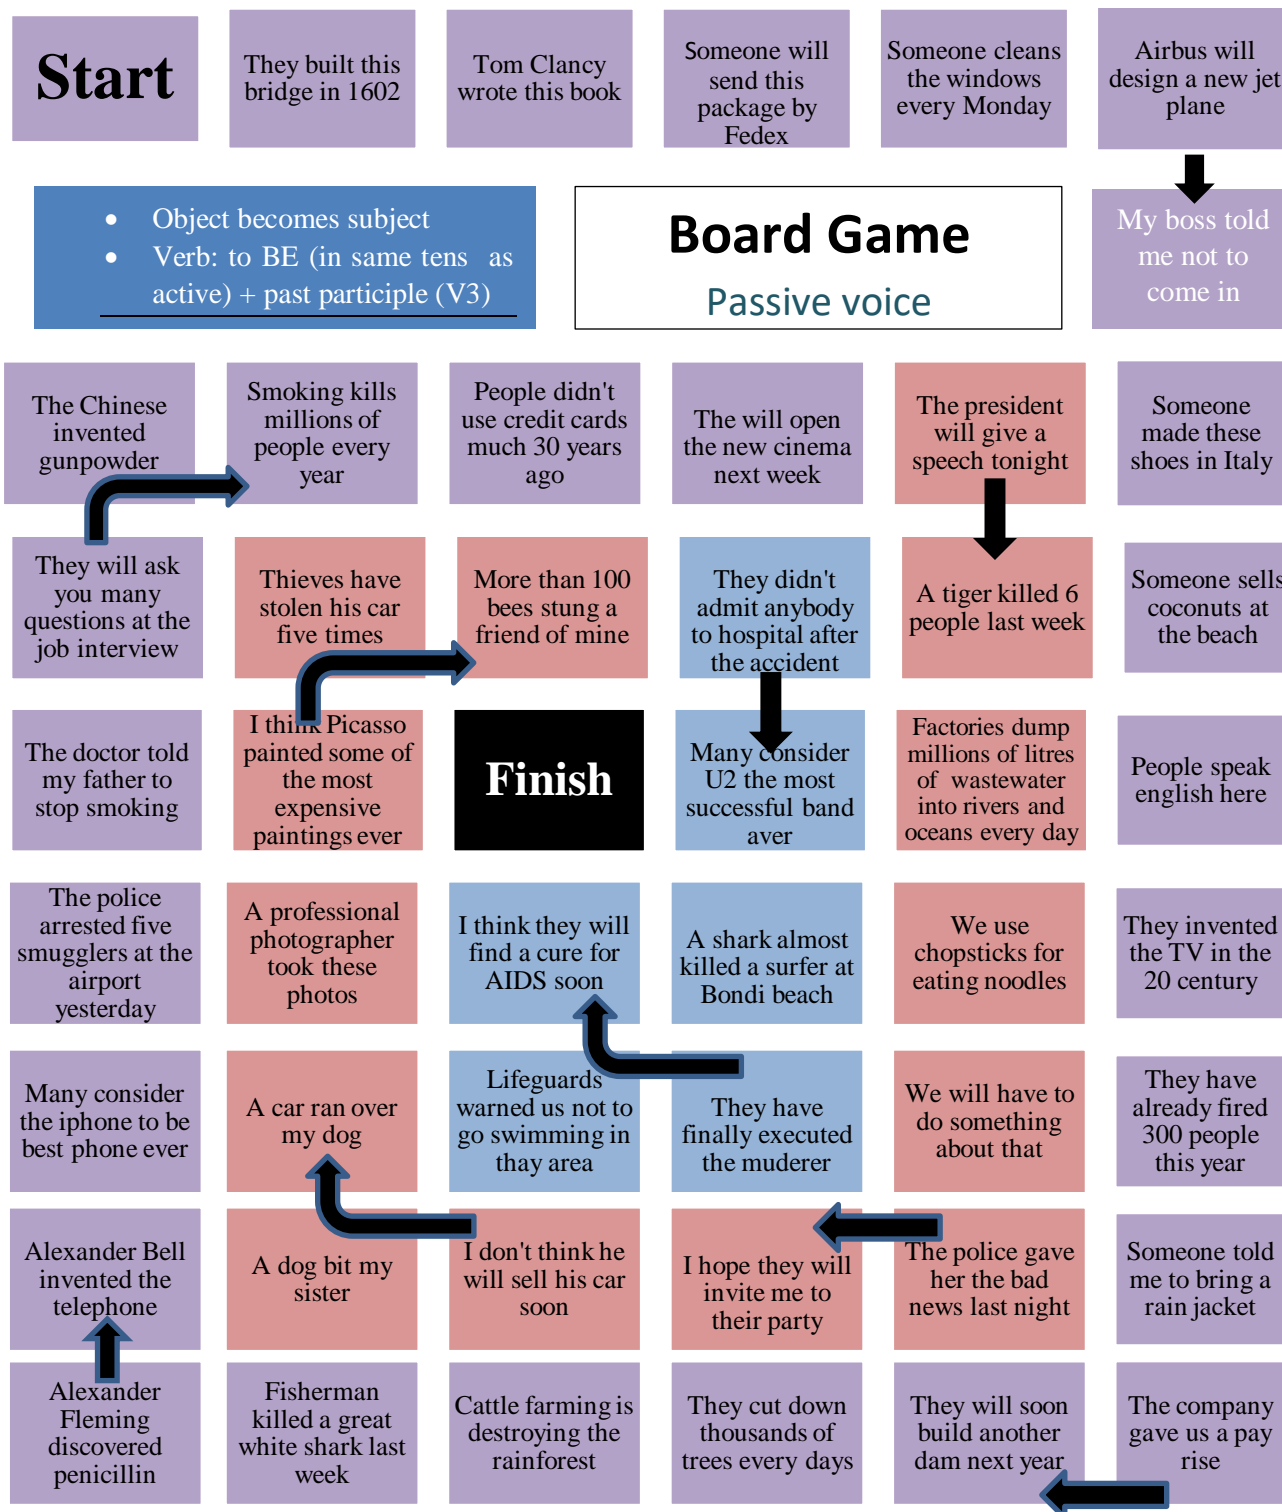 Start
They built this
bridge in 1602
Tom Clancy
wrote this book
Someone will
send this
package by
Fedex
Someone cleans
the windows
every Monday
Airbus will
design a new jet
plane
• Object becomes subject
• Verb: to BE (in same tens as
active) + past participle (V3)
Board Game
Passive voice
My boss told
me not to
come in
The Chinese
invented
gunpowder
Smoking kills
millions of
people every
year
People didn't
use credit cards
much 30 years
ago
The will open
the new cinema
next week
The president
will give a
speech tonight
Someone
made these
shoes in Italy
They will ask
you many
questions at the
job interview
Thieves have
stolen his car
five times
More than 100
bees stung a
friend of mine
They didn't
admit anybody
to hospital after
the accident
A tiger killed 6
people last week
Someone sells
coconuts at
the beach
The doctor told
my father to
stop smoking
I think Picasso
painted some of
the most
expensive
paintings ever
Finish
Many consider
U2 the most
successful band
aver
Factories dump
millions of litres
of wastewater
into rivers and
oceans every day
People speak
english here
The police
arrested five
smugglers at the
airport
yesterday
A professional
photographer
took these
photos
I think they will
find a cure for
AIDS soon
A shark almost
killed a surfer at
Bondi beach
We use
chopsticks for
eating noodles
They invented
the TV in the
20 century
Many consider
the iphone to be
best phone ever
A car ran over
my dog
Lifeguards
warned us not to
go swimming in
thay area
They have
finally executed
the muderer
We will have to
do something
about that
They have
already fired
300 people
this year
Alexander Bell
invented the
telephone
A dog bit my
sister
I don't think he
will sell his car
soon
I hope they will
invite me to
their party
The police gave
her the bad
news last night
Someone told
me to bring a
rain jacket
Alexander
Fleming
discovered
penicillin
Fisherman
killed a great
white shark last
week
Cattle farming is
destroying the
rainforest
They cut down
thousands of
trees every days
They will soon
build another
dam next year
The company
gave us a pay
rise